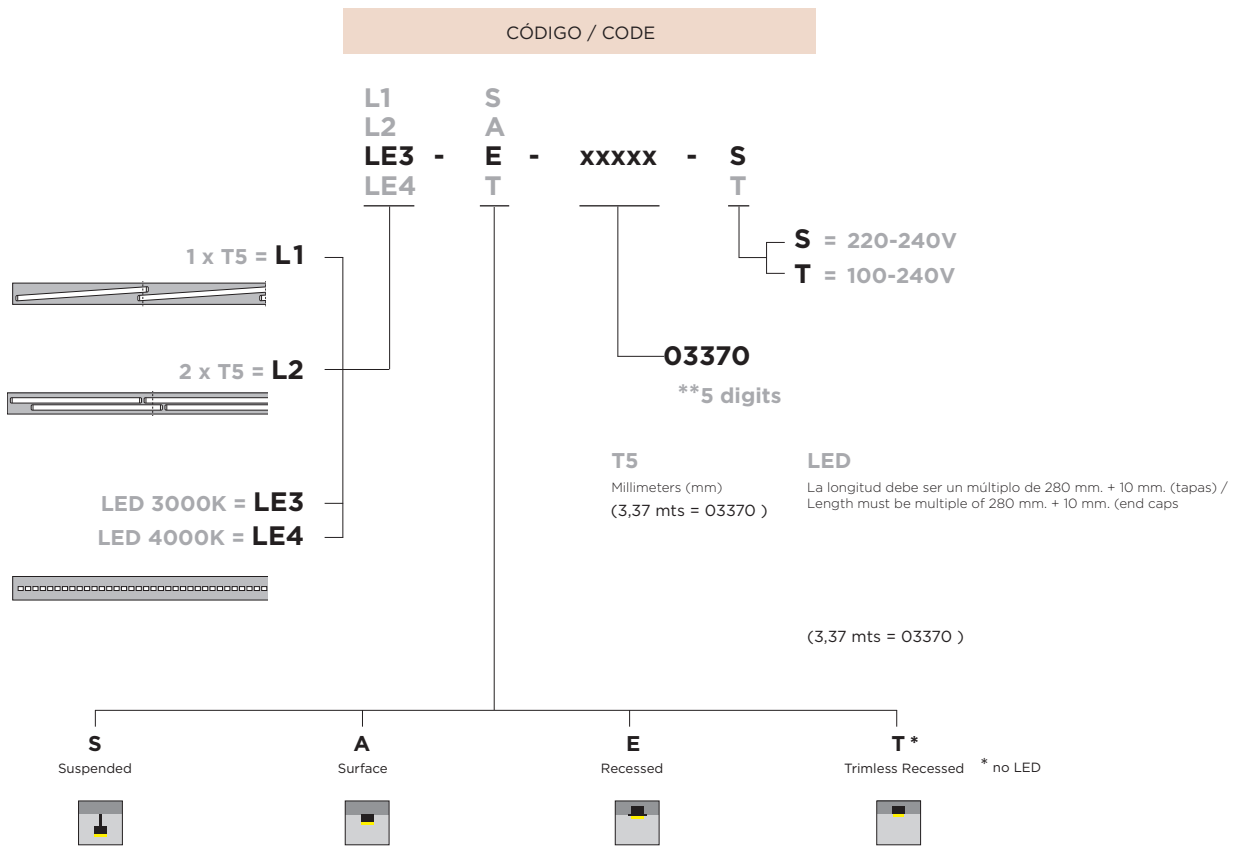 CÓDIGO / CODE
L1 S
L2 A
LE3 - E - xxxxx - S
LE4 T T
S = 220-240V
T = 100-240V
1 x T5 = L1
2 x T5 = L2
03370
**5 digits
LED 3000K = LE3
LED 4000K = LE4
T5
Millimeters (mm)
(3,37 mts = 03370 )
LED
La longitud debe ser un múltiplo de 280 mm. + 10 mm. (tapas) /
Length must be multiple of 280 mm. + 10 mm. (end caps
(3,37 mts = 03370 )
S
Suspended
A
Surface
E
Recessed
T *
Trimless Recessed
* no LED